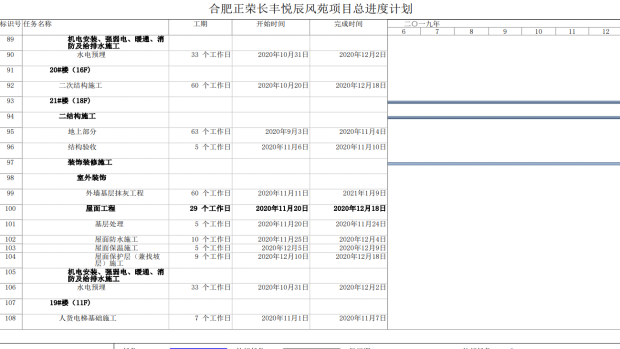 合肥正荣长丰悦辰风苑项目总进度计划
标识号 任务名称 工期 开始时间 完成时间 二〇一九年
6 7 8 9 10 11 12
89 机电安装、强弱电、暖通、消
防及给排水施工
90 水电预埋 33 个工作日 2020年10月31日 2020年12月2日
91 20#楼（16F）
92 二次结构施工 60 个工作日 2020年10月20日 2020年12月18日
93 21#楼（18F）
94 二结构施工
95 地上部分 63 个工作日 2020年9月3日 2020年11月4日
96 结构验收 5 个工作日 2020年11月6日 2020年11月10日
97 装饰装修施工
98 室外装饰
99 外墙基层抹灰工程 60 个工作日 2020年11月11日 2021年1月9日
100 屋面工程 29 个工作日 2020年11月20日 2020年12月18日
101 基层处理 5 个工作日 2020年11月20日 2020年11月24日
102 屋面防水施工 10 个工作日 2020年11月25日 2020年12月4日
103 屋面保温施工 5 个工作日 2020年12月5日 2020年12月9日
104 屋面保护层（兼找坡
层）施工 9 个工作日 2020年12月10日 2020年12月18日
105 机电安装、强弱电、暖通、消
防及给排水施工
106 水电预埋 33 个工作日 2020年10月31日 2020年12月2日
107 19#楼（11F）
108 人货电梯基础施工 7 个工作日 2020年11月1日 2020年11月7日